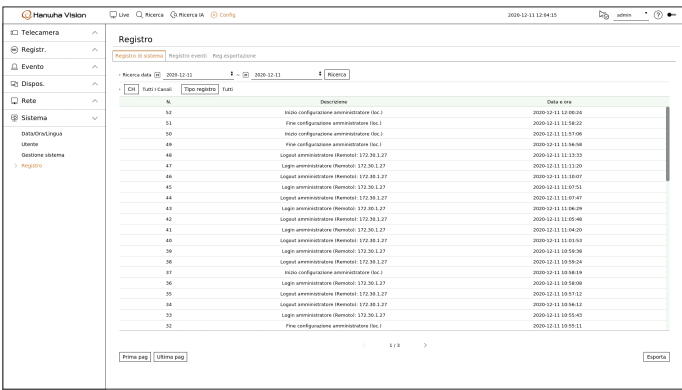 Hanwha Vision Live Ricerca Ricerca IA Config 2020-12-11 12:04:15 admin
Telecamera
Registr.
Evento
Dispos.
Rete
Sistema
Data/Ora/Lingua
Utente
Gestione sistema
Registro
Registro
Registro di sistema Registro eventi Reg.esportazione
Ricerca data 2020-12-11 ~ 2020-12-11 Ricerca
CH Tutti i Canali Tipo registro Tutti
N. Descrizione Data e ora
52 Inizio configurazione amministratore (loc.) 2020-12-11 12:00:24
51 Fine configurazione amministratore (loc.) 2020-12-11 11:58:22
50 Inizio configurazione amministratore (loc.) 2020-12-11 11:57:06
49 Fine configurazione amministratore (loc.) 2020-12-11 11:56:58
48 Logout amministratore (Remoto): 172.30.1.27 2020-12-11 11:13:33
47 Login amministratore (Remoto): 172.30.1.27 2020-12-11 11:11:20
46 Logout amministratore (Remoto): 172.30.1.27 2020-12-11 11:10:07
45 Login amministratore (Remoto): 172.30.1.27 2020-12-11 11:07:51
44 Logout amministratore (Remoto): 172.30.1.27 2020-12-11 11:07:47
43 Login amministratore (Remoto): 172.30.1.27 2020-12-11 11:06:29
42 Logout amministratore (Remoto): 172.30.1.27 2020-12-11 11:05:48
41 Login amministratore (Remoto): 172.30.1.27 2020-12-11 11:04:20
40 Logout amministratore (Remoto): 172.30.1.27 2020-12-11 11:01:53
39 Login amministratore (Remoto): 172.30.1.27 2020-12-11 10:59:38
38 Logout amministratore (Remoto): 172.30.1.27 2020-12-11 10:59:24
37 Inizio configurazione amministratore (loc.) 2020-12-11 10:58:19
36 Login amministratore (Remoto): 172.30.1.27 2020-12-11 10:58:08
35 Logout amministratore (Remoto): 172.30.1.27 2020-12-11 10:57:12
34 Logout amministratore (Remoto): 172.30.1.27 2020-12-11 10:56:12
33 Login amministratore (Remoto): 172.30.1.27 2020-12-11 10:55:43
32 Fine configurazione amministratore (loc.) 2020-12-11 10:55:11
1 / 3
Prima pag Ultima pag Esporta